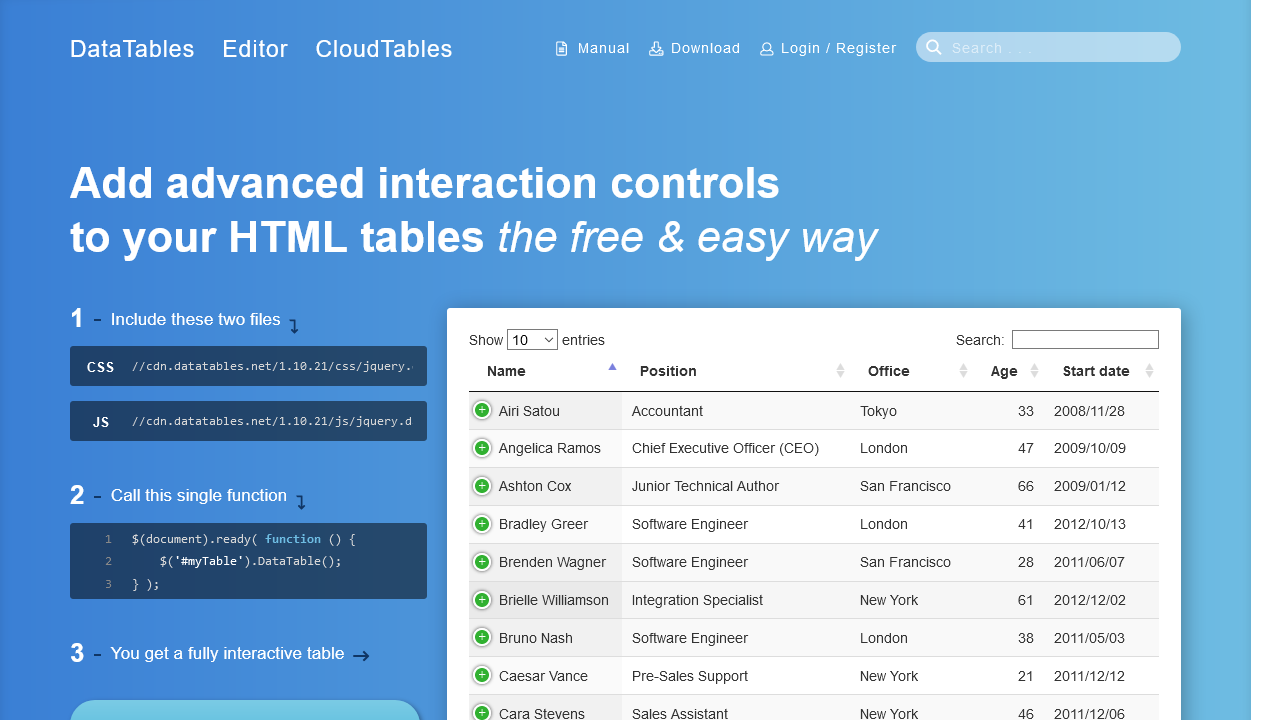 DataTables Editor CloudTables Manual Download Login / Register Search . . .
Add advanced interaction controls
to your HTML tables the free & easy way
1 - Include these two files
CSS //cdn.datatables.net/1.10.21/css/jquery.
JS //cdn.datatables.net/1.10.21/js/jquery.d
2 - Call this single function
1 $(document).ready( function () {
2 $('#myTable').DataTable();
3 } );
3 - You get a fully interactive table
Show 10 entries Search:
Name Position Office Age Start date
Airi Satou Accountant Tokyo 33 2008/11/28
Angelica Ramos Chief Executive Officer (CEO) London 47 2009/10/09
Ashton Cox Junior Technical Author San Francisco 66 2009/01/12
Bradley Greer Software Engineer London 41 2012/10/13
Brenden Wagner Software Engineer San Francisco 28 2011/06/07
Brielle Williamson Integration Specialist New York 61 2012/12/02
Bruno Nash Software Engineer London 38 2011/05/03
Caesar Vance Pre-Sales Support New York 21 2011/12/12
Cara Stevens Sales Assistant New York 46 2011/12/06